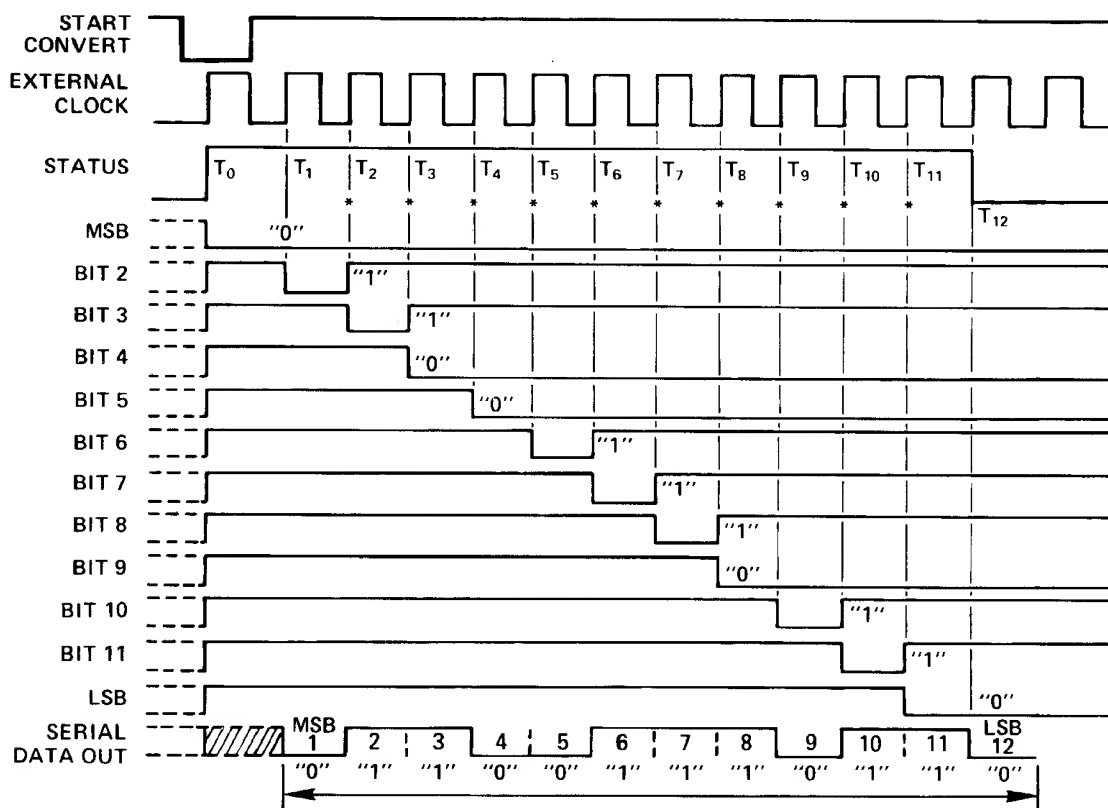 START
CONVERT
EXTERNAL
CLOCK
STATUS
T₀ T₁ T₂ T₃ T₄ T₅ T₆ T₇ T₈ T₉ T₁₀ T₁₁
* * * * * * * * * *
T₁₂
MSB "0"
BIT 2 "1"
BIT 3 "1"
BIT 4 "0"
BIT 5 "0"
BIT 6 "1"
BIT 7 "1"
BIT 8 "1"
BIT 9 "0"
BIT 10 "1"
BIT 11 "1"
LSB "0"
SERIAL
DATA OUT
MSB LSB
1 2 3 4 5 6 7 8 9 10 11 12
"0" "1" "1" "0" "0" "1" "1" "1" "0" "1" "1" "0"